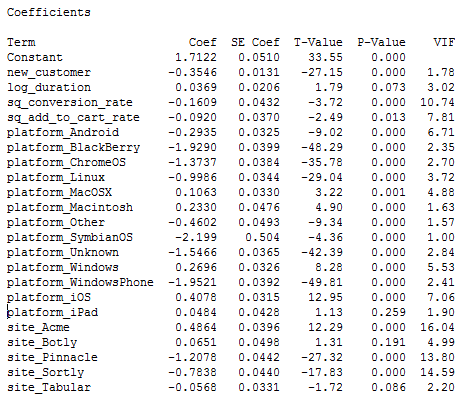 Coefficients
Term Coef SE Coef T-Value P-Value VIF
Constant 1.7122 0.0510 33.55 0.000
new_customer -0.3546 0.0131 -27.15 0.000 1.78
log_duration 0.0369 0.0206 1.79 0.073 3.02
sq_conversion_rate -0.1609 0.0432 -3.72 0.000 10.74
sq_add_to_cart_rate -0.0920 0.0370 -2.49 0.013 7.81
platform_Android -0.2935 0.0325 -9.02 0.000 6.71
platform_BlackBerry -1.9290 0.0399 -48.29 0.000 2.35
platform_ChromeOS -1.3737 0.0384 -35.78 0.000 2.70
platform_Linux -0.9986 0.0344 -29.04 0.000 3.72
platform_MacOSX 0.1063 0.0330 3.22 0.001 4.88
platform_Macintosh 0.2330 0.0476 4.90 0.000 1.63
platform_Other -0.4602 0.0493 -9.34 0.000 1.57
platform_SymbianOS -2.199 0.504 -4.36 0.000 1.00
platform_Unknown -1.5466 0.0365 -42.39 0.000 2.84
platform_Windows 0.2696 0.0326 8.28 0.000 5.53
platform_WindowsPhone -1.9521 0.0392 -49.81 0.000 2.41
platform_iOS 0.4078 0.0315 12.95 0.000 7.06
platform_iPad 0.0484 0.0428 1.13 0.259 1.90
site_Acme 0.4864 0.0396 12.29 0.000 16.04
site_Botly 0.0651 0.0498 1.31 0.191 4.99
site_Pinnacle -1.2078 0.0442 -27.32 0.000 13.80
site_Sortly -0.7838 0.0440 -17.83 0.000 14.59
site_Tabular -0.0568 0.0331 -1.72 0.086 2.20